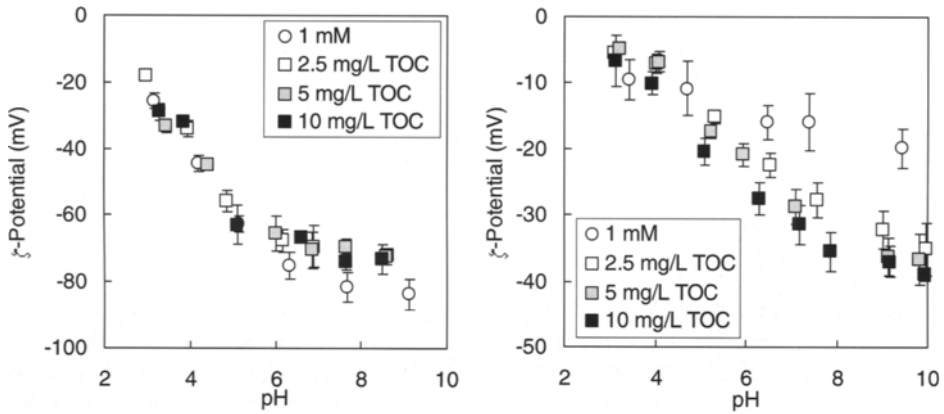 0
-20
-40
-60
-80
-100
ζ-Potential (mV)
2
4
6
8
10
pH
1 mM
2.5 mg/L TOC
5 mg/L TOC
10 mg/L TOC
0
-10
-20
-30
-40
-50
ζ-Potential (mV)
2
4
6
8
10
pH
1 mM
2.5 mg/L TOC
5 mg/L TOC
10 mg/L TOC